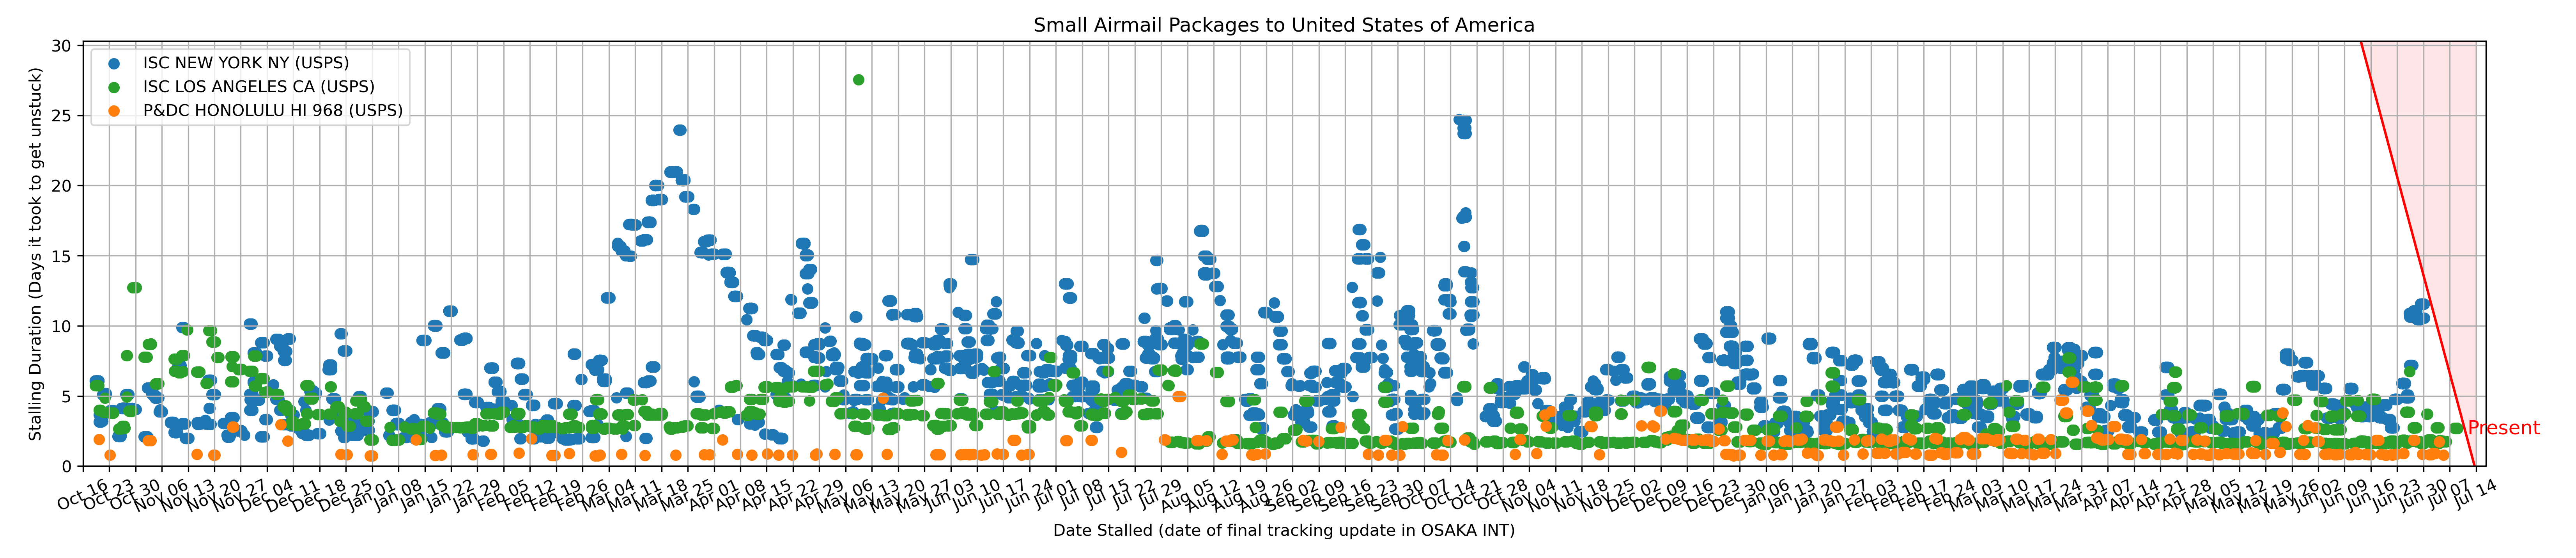 Small Airmail Packages to United States of America
ISC NEW YORK NY (USPS)
ISC LOS ANGELES CA (USPS)
P&DC HONOLULU HI 968 (USPS)
Stalling Duration (Days it took to get unstuck)
30
25
20
15
10
5
0
Present
Oct 16
Oct 23
Oct 30
Nov 06
Nov 13
Nov 20
Nov 27
Dec 04
Dec 11
Dec 18
Dec 25
Jan 01
Jan 08
Jan 15
Jan 22
Jan 29
Feb 05
Feb 12
Feb 19
Feb 26
Mar 04
Mar 11
Mar 18
Mar 25
Apr 01
Apr 08
Apr 15
Apr 22
Apr 29
May 06
May 13
May 20
May 27
Jun 03
Jun 10
Jun 17
Jun 24
Jul 01
Jul 08
Jul 15
Jul 22
Jul 29
Aug 05
Aug 12
Aug 19
Aug 26
Sep 02
Sep 09
Sep 16
Sep 23
Sep 30
Oct 07
Oct 14
Oct 21
Oct 28
Nov 04
Nov 11
Nov 18
Nov 25
Dec 02
Dec 09
Dec 16
Dec 23
Dec 30
Jan 06
Jan 13
Jan 20
Jan 27
Feb 03
Feb 10
Feb 17
Feb 24
Mar 03
Mar 10
Mar 17
Mar 24
Mar 31
Apr 07
Apr 14
Apr 21
Apr 28
May 05
May 12
May 19
May 26
Jun 02
Jun 09
Jun 16
Jun 23
Jun 30
Jul 07
Jul 14
Date Stalled (date of final tracking update in OSAKA INT)